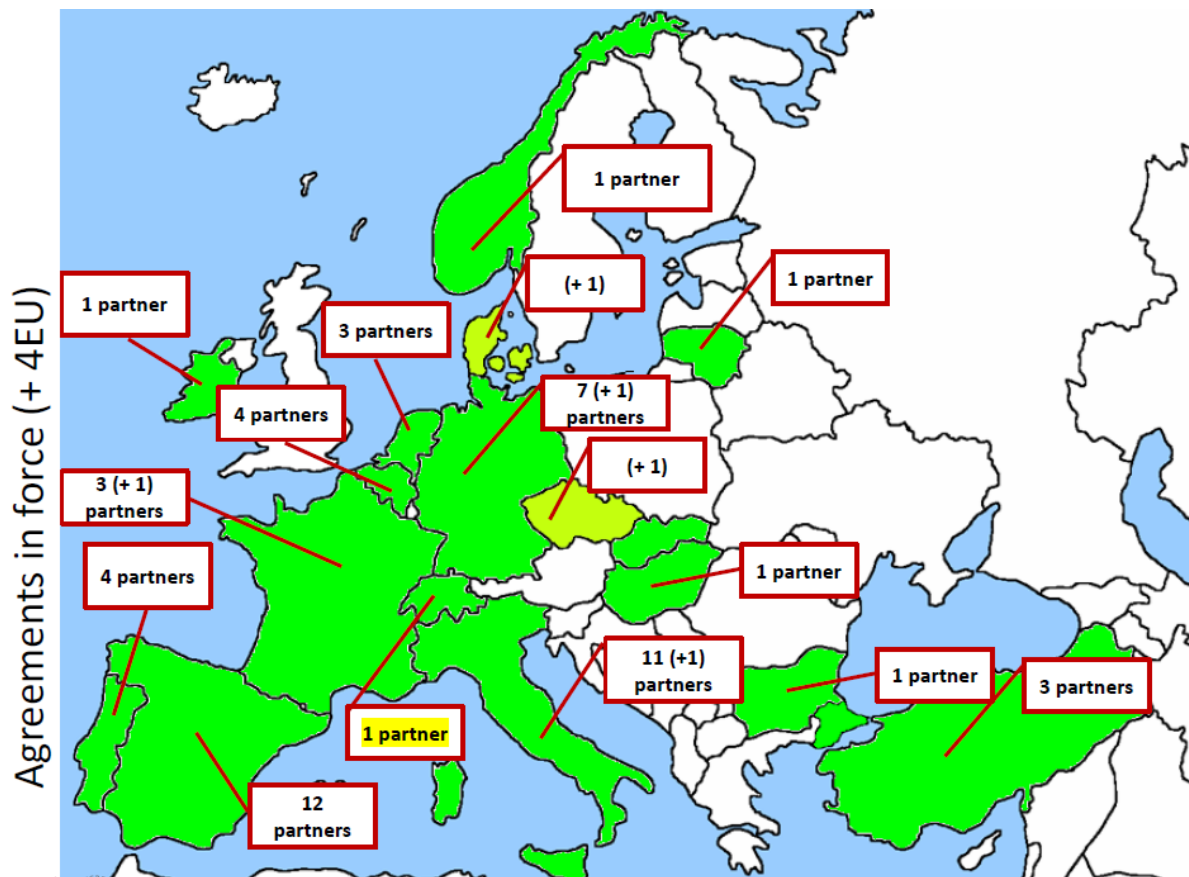 Agreements in force (+ 4EU)
1 partner
(+ 1)
1 partner
1 partner
3 partners
4 partners
7 (+ 1)
partners
(+ 1)
3 (+ 1)
partners
4 partners
1 partner
11 (+1)
partners
1 partner
3 partners
1 partner
12
partners